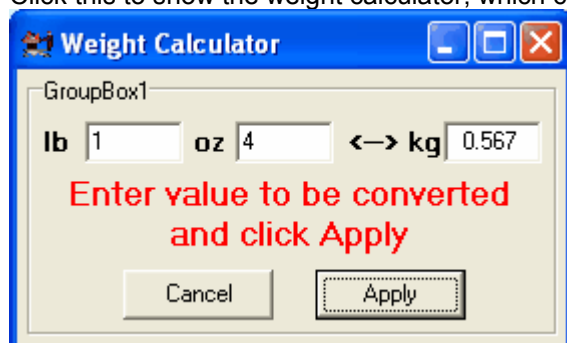 Click this to show the weight calculator, which c
Weight Calculator
GroupBox1
lb 1 oz 4 <--> kg 0.567
Enter value to be converted
and click Apply
Cancel Apply